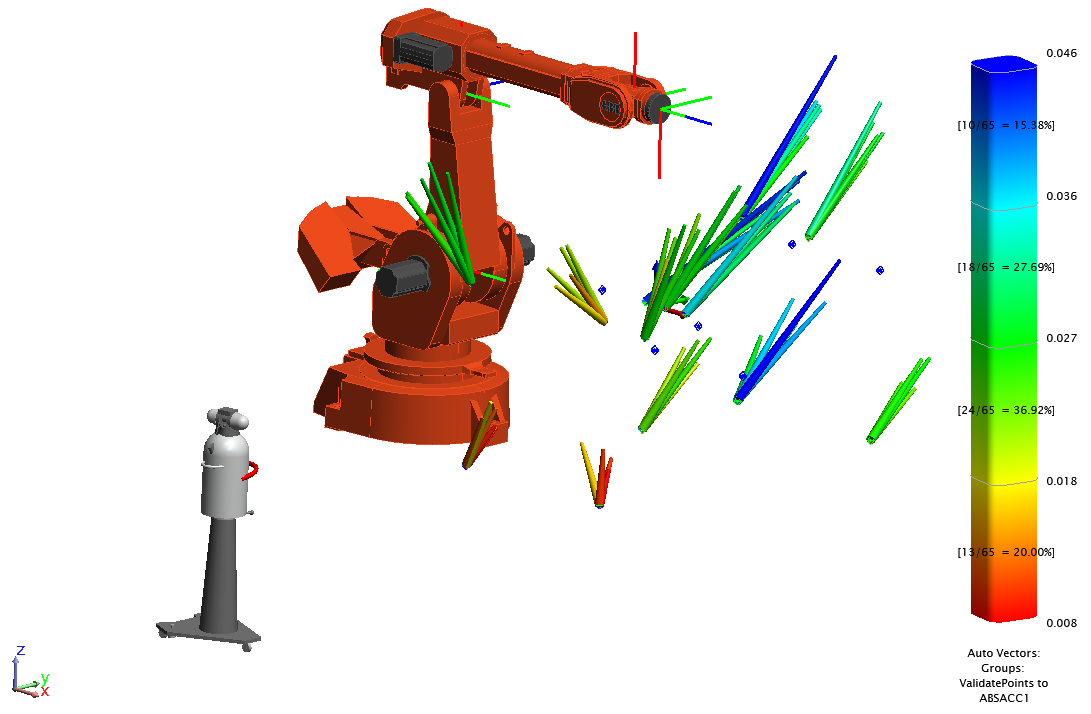 0.046
[10/65 = 15.38%]
0.036
[18/65 = 27.69%]
0.027
[24/65 = 36.92%]
0.018
[13/65 = 20.00%]
0.008
Auto Vectors:
Groups:
ValidatePoints to
ABSACC1
Z
y
x